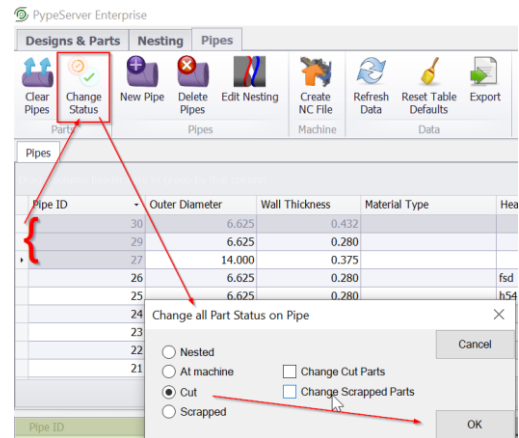 PypeServer Enterprise
Designs & Parts Nesting Pipes
Clear Pipes Change Status New Pipe Delete Pipes Edit Nesting Create NC File Refresh Data Reset Table Defaults Export
Parts Pipes Machine Data
Pipes
Pipe ID Outer Diameter Wall Thickness Material Type Hea
30 6.625 0.432
29 6.625 0.280
27 14.000 0.375
26 6.625 0.280 fsd
25 6.625 0.280 h54
24
23
22
21
Change all Part Status on Pipe
Nested
At machine
Cut
Scrapped
Change Cut Parts
Change Scrapped Parts
Cancel
OK
Pipe ID